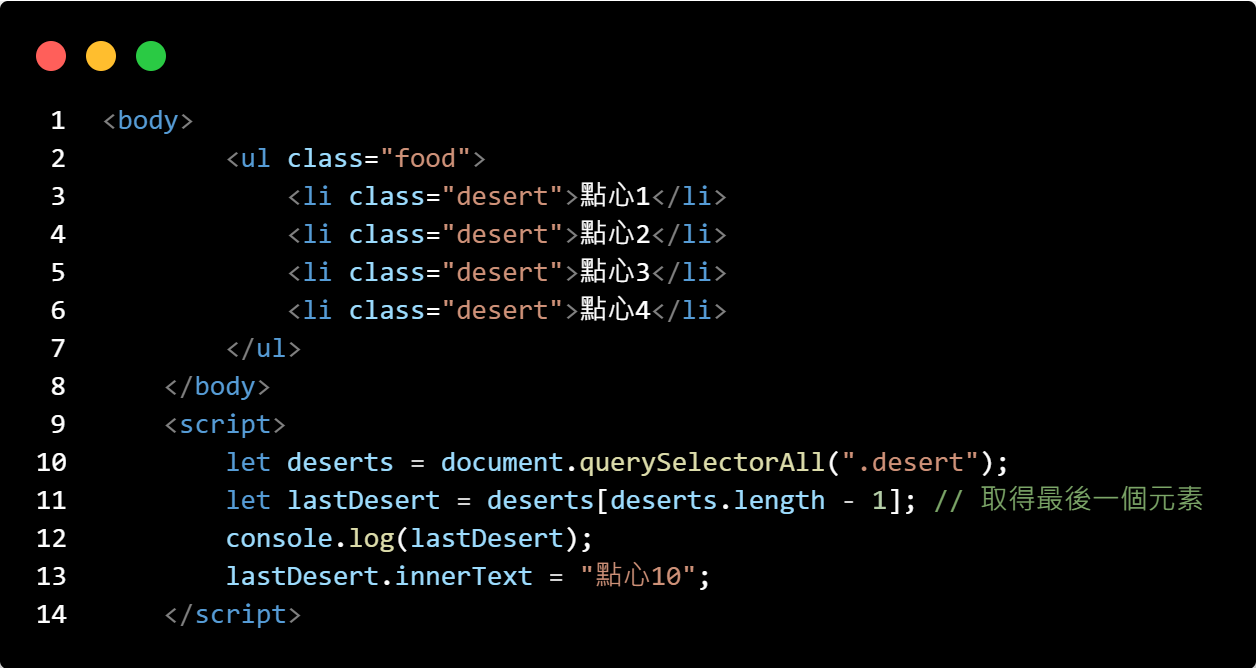 1 <body>
2 <ul class="food">
3 <li class="desert">點心1</li>
4 <li class="desert">點心2</li>
5 <li class="desert">點心3</li>
6 <li class="desert">點心4</li>
7 </ul>
8 </body>
9 <script>
10 let deserts = document.querySelectorAll(".desert");
11 let lastDesert = deserts[deserts.length - 1]; // 取得最後一個元素
12 console.log(lastDesert);
13 lastDesert.innerText = "點心10";
14 </script>